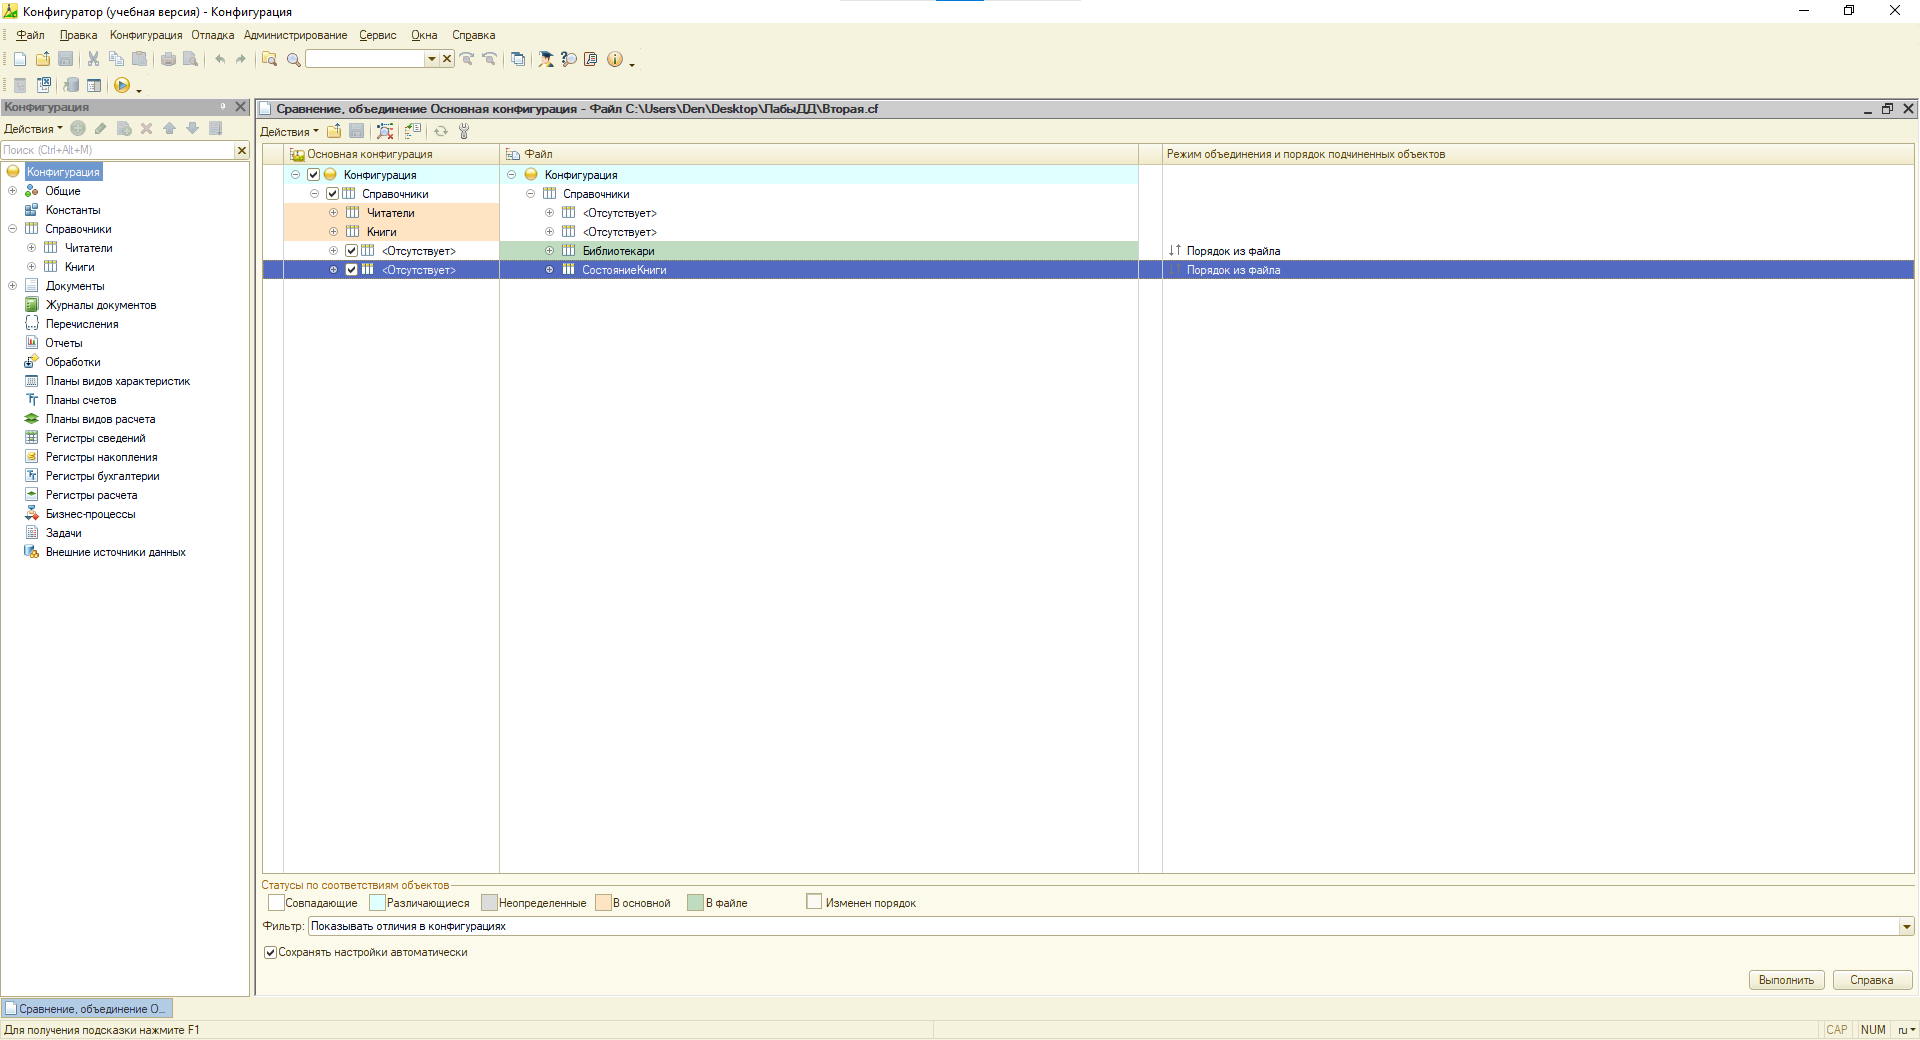 Конфигуратор (учебная версия) - Конфигурация
Файл Правка Конфигурация Отладка Администрирование Сервис Окна Справка
Конфигурация
Действия
Поиск (Ctrl+Alt+M)
Конфигурация
Общие
Константы
Справочники
Читатели
Книги
Документы
Журналы документов
Перечисления
Отчеты
Обработки
Планы видов характеристик
Планы счетов
Планы видов расчета
Регистры сведений
Регистры накопления
Регистры бухгалтерии
Регистры расчета
Бизнес-процессы
Задачи
Внешние источники данных
Сравнение, объединение Основная конфигурация - Файл C:\Users\Den\Desktop\ЛабыДД\Вторая.cf
Действия
Основная конфигурация Файл Режим объединения и порядок подчиненных объектов
Конфигурация Конфигурация
Справочники Справочники
Читатели <Отсутствует>
Книги <Отсутствует>
<Отсутствует> Библиотекари Порядок из файла
<Отсутствует> СостояниеКниги Порядок из файла
Статусы по соответствиям объектов
Совпадающие Различающиеся Неопределенные В основной В файле Изменен порядок
Фильтр: Показывать отличия в конфигурациях
Сохранять настройки автоматически
Выполнить Справка
Сравнение, объединение О...
Для получения подсказки нажмите F1 CAP NUM ru